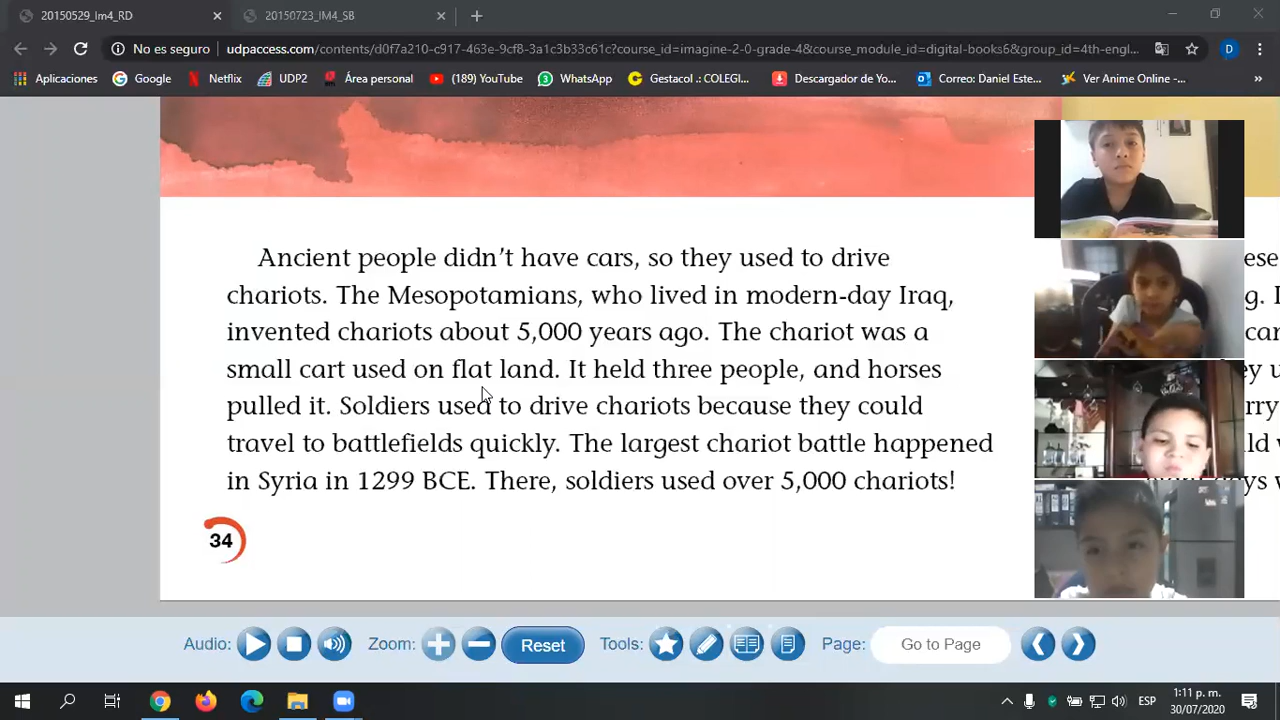 20150529_Im4_RD
20150723_IM4_SB
No es seguro
udpaccess.com/contents/d0f7a210-c917-463e-9cf8-3a1c3b33c61c?course_id=imagine-2-0-grade-4&course_module_id=digital-books6&group_id=4th-engl...
D
Aplicaciones Google Netflix UDP2 Área personal (189) YouTube WhatsApp Gestacol .: COLEGI... Descargador de Yo... Correo: Daniel Este... Ver Anime Online -... »
Ancient people didn't have cars, so they used to drive
chariots. The Mesopotamians, who lived in modern-day Iraq,
invented chariots about 5,000 years ago. The chariot was a
small cart used on flat land. It held three people, and horses
pulled it. Soldiers used to drive chariots because they could
travel to battlefields quickly. The largest chariot battle happened
in Syria in 1299 BCE. There, soldiers used over 5,000 chariots!
34
Audio: Zoom: Reset Tools: Page: Go to Page
ESP
1:11 p. m.
30/07/2020